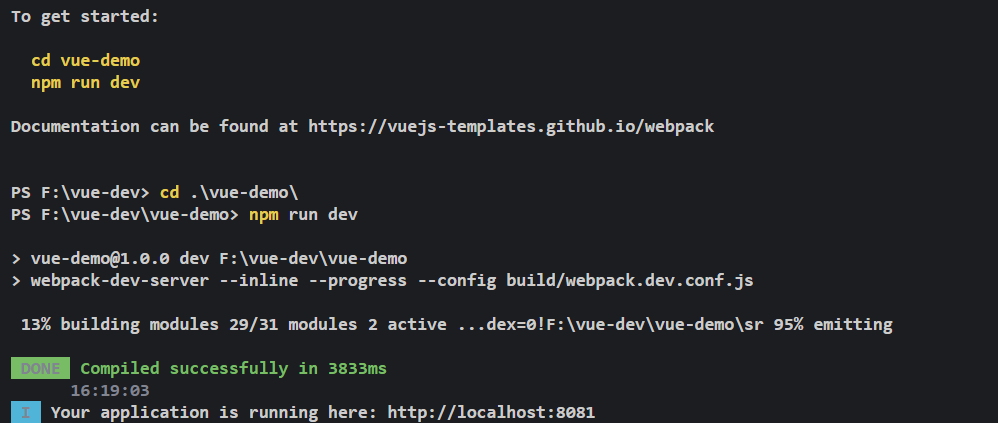 To get started:
cd vue-demo
npm run dev
Documentation can be found at https://vuejs-templates.github.io/webpack
PS F:\vue-dev> cd .\vue-demo\
PS F:\vue-dev\vue-demo> npm run dev
> vue-demo@1.0.0 dev F:\vue-dev\vue-demo
> webpack-dev-server --inline --progress --config build/webpack.dev.conf.js
13% building modules 29/31 modules 2 active ...dex=0!F:\vue-dev\vue-demo\sr 95% emitting
DONE Compiled successfully in 3833ms
16:19:03
I Your application is running here: http://localhost:8081